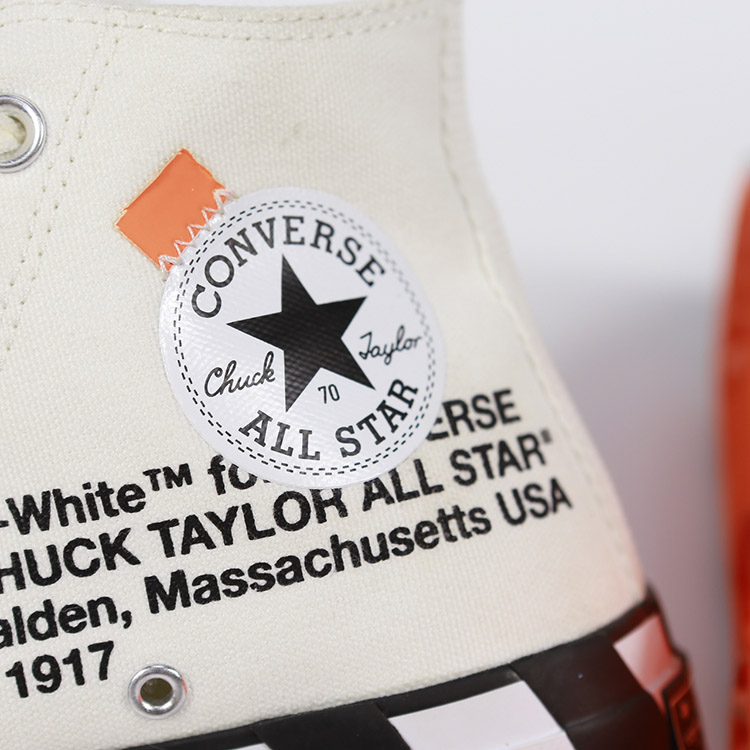 CONVERSE
Chuck Taylor
70
ALL STAR
-White™ fo ERSE
HUCK TAYLOR ALL STAR®
alden, Massachusetts USA
1917